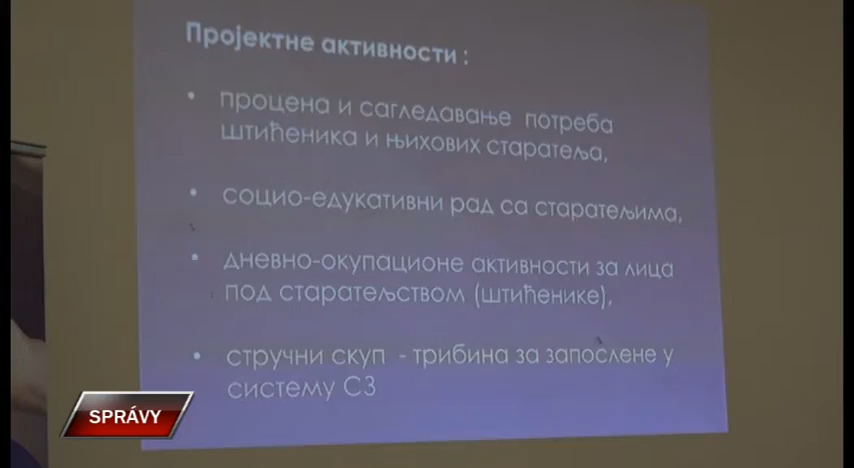 Пројектне активности :
• процена и сагледавање потреба
штићеника и њихових старатеља,
• социо-едукативни рад са старатељима,
• дневно-окупационе активности за лица
под старатељством (штићенике),
• стручни скуп - трибина за запослене у
систему СЗ
SPRÁVY